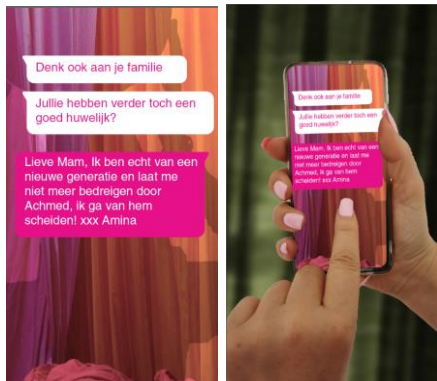 Denk ook aan je familie
Jullie hebben verder toch een
goed huwelijk?
Lieve Mam, Ik ben echt van een
nieuwe generatie en laat me
niet meer bedreigen door
Achmed, ik ga van hem
scheiden! xxx Amina
Denk ook aan je familie
Jullie hebben verder toch een
goed huwelijk?
Lieve Mam, Ik ben echt van een
nieuwe generatie en laat me
niet meer bedreigen door
Achmed, ik ga van hem
scheiden! xxx Amina